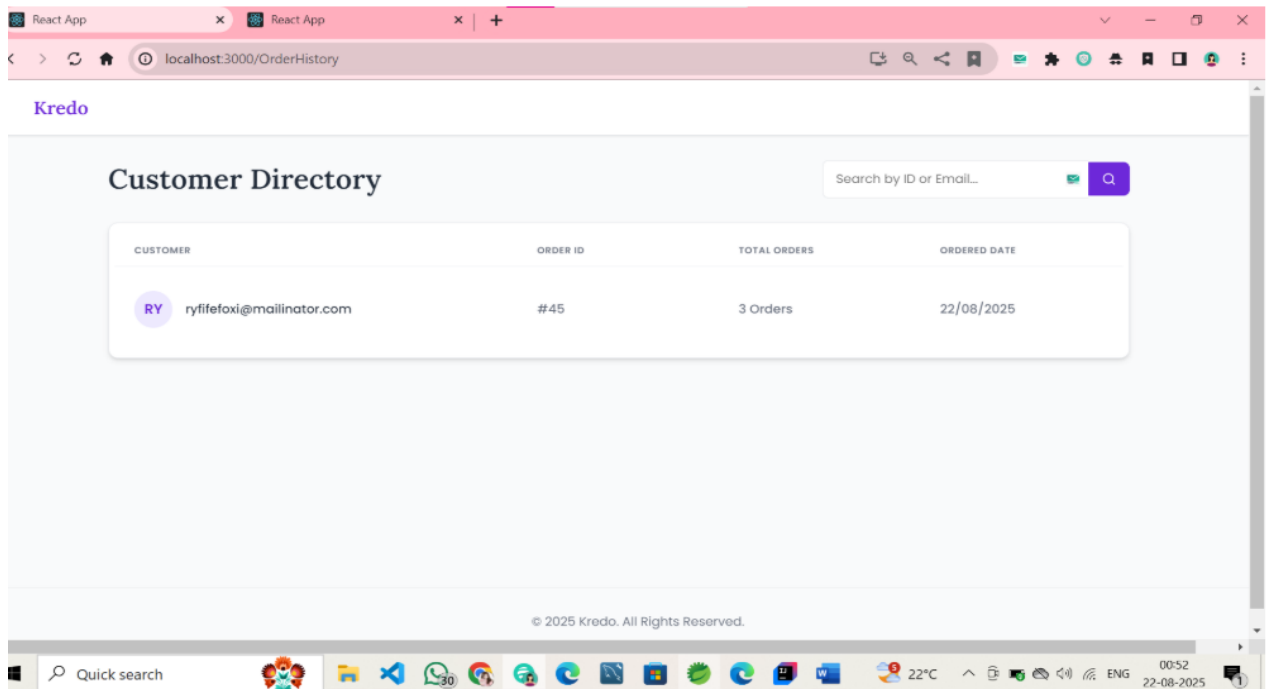 React App React App
localhost:3000/OrderHistory
Kredo
Customer Directory
Search by ID or Email...
CUSTOMER ORDER ID TOTAL ORDERS ORDERED DATE
RY ryfifefoxi@mailinator.com #45 3 Orders 22/08/2025
© 2025 Kredo. All Rights Reserved.
Quick search 30 22°C ENG 00:52
22-08-2025